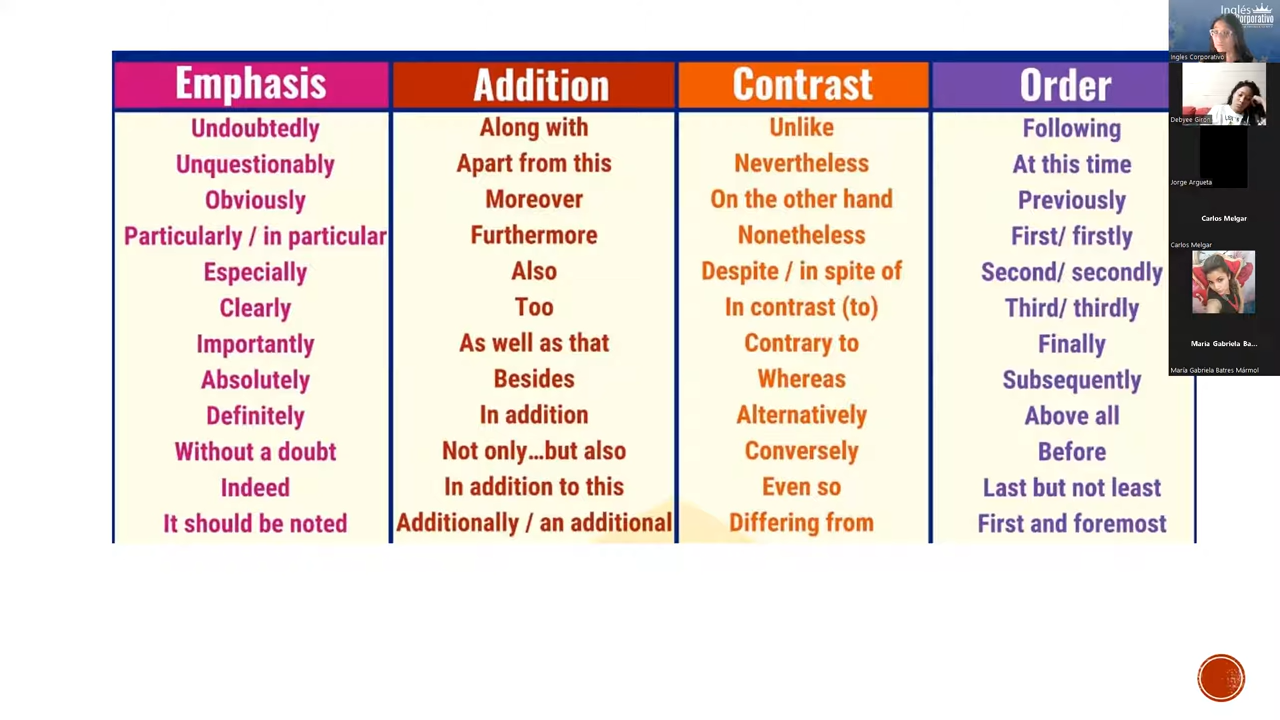 Emphasis
Undoubtedly
Unquestionably
Obviously
Particularly / in particular
Especially
Clearly
Importantly
Absolutely
Definitely
Without a doubt
Indeed
It should be noted
Addition
Along with
Apart from this
Moreover
Furthermore
Also
Too
As well as that
Besides
In addition
Not only...but also
In addition to this
Additionally / an additional
Contrast
Unlike
Nevertheless
On the other hand
Nonetheless
Despite / in spite of
In contrast (to)
Contrary to
Whereas
Alternatively
Conversely
Even so
Differing from
Order
Following
At this time
Previously
First/ firstly
Second/ secondly
Third/ thirdly
Finally
Subsequently
Above all
Before
Last but not least
First and foremost
Inglés
Corporativo
Ingles Corporativo
Debyee Giron
Jorge Argueta
Carlos Melgar
Carlos Melgar
Maria Gabriela Ba...
María Gabriela Batres Mármol